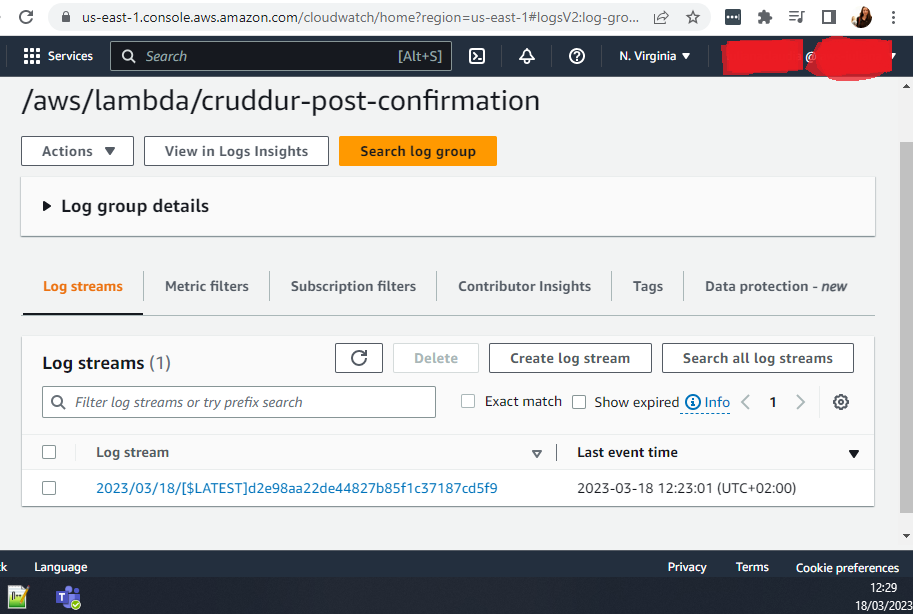 us-east-1.console.aws.amazon.com/cloudwatch/home?region=us-east-1#logsV2:log-gro...
Services
Search [Alt+S]
N. Virginia
@
/aws/lambda/cruddur-post-confirmation
Actions View in Logs Insights Search log group
Log group details
Log streams Metric filters Subscription filters Contributor Insights Tags Data protection - new
Log streams (1) Delete Create log stream Search all log streams
Filter log streams or try prefix search Exact match Show expired Info 1
Log stream Last event time
2023/03/18/[$LATEST]d2e98aa22de44827b85f1c37187cd5f9 2023-03-18 12:23:01 (UTC+02:00)
k Language Privacy Terms Cookie preferences
12:29
18/03/2023